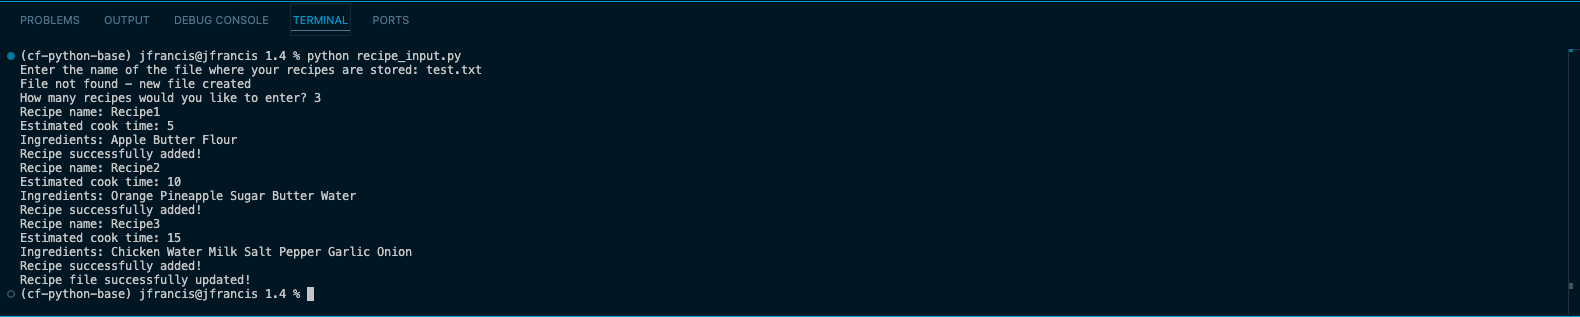 PROBLEMS OUTPUT DEBUG CONSOLE TERMINAL PORTS
(cf-python-base) jfrancis@jfrancis 1.4 % python recipe_input.py
Enter the name of the file where your recipes are stored: test.txt
File not found - new file created
How many recipes would you like to enter? 3
Recipe name: Recipe1
Estimated cook time: 5
Ingredients: Apple Butter Flour
Recipe successfully added!
Recipe name: Recipe2
Estimated cook time: 10
Ingredients: Orange Pineapple Sugar Butter Water
Recipe successfully added!
Recipe name: Recipe3
Estimated cook time: 15
Ingredients: Chicken Water Milk Salt Pepper Garlic Onion
Recipe successfully added!
Recipe file successfully updated!
(cf-python-base) jfrancis@jfrancis 1.4 %